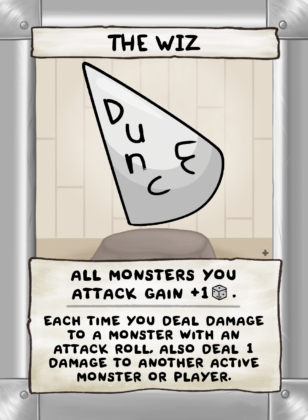 THE WIZ
Dunce
ALL MONSTERS YOU
ATTACK GAIN +1 .
EACH TIME YOU DEAL DAMAGE
TO A MONSTER WITH AN
ATTACK ROLL, ALSO DEAL 1
DAMAGE TO ANOTHER ACTIVE
MONSTER OR PLAYER.